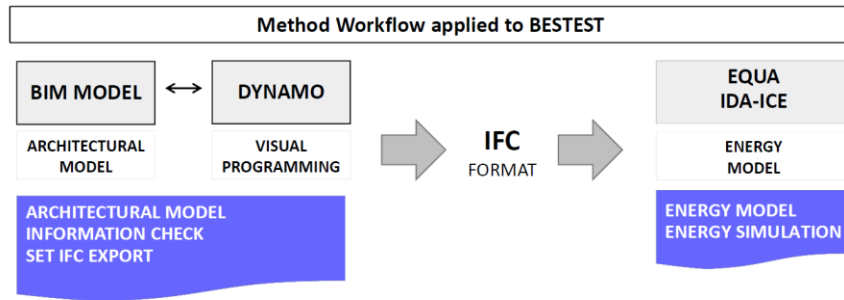 Method Workflow applied to BESTEST
BIM MODEL
DYNAMO
EQUA
IDA-ICE
ARCHITECTURAL
MODEL
VISUAL
PROGRAMMING
IFC
FORMAT
ENERGY
MODEL
ARCHITECTURAL MODEL
INFORMATION CHECK
SET IFC EXPORT
ENERGY MODEL
ENERGY SIMULATION